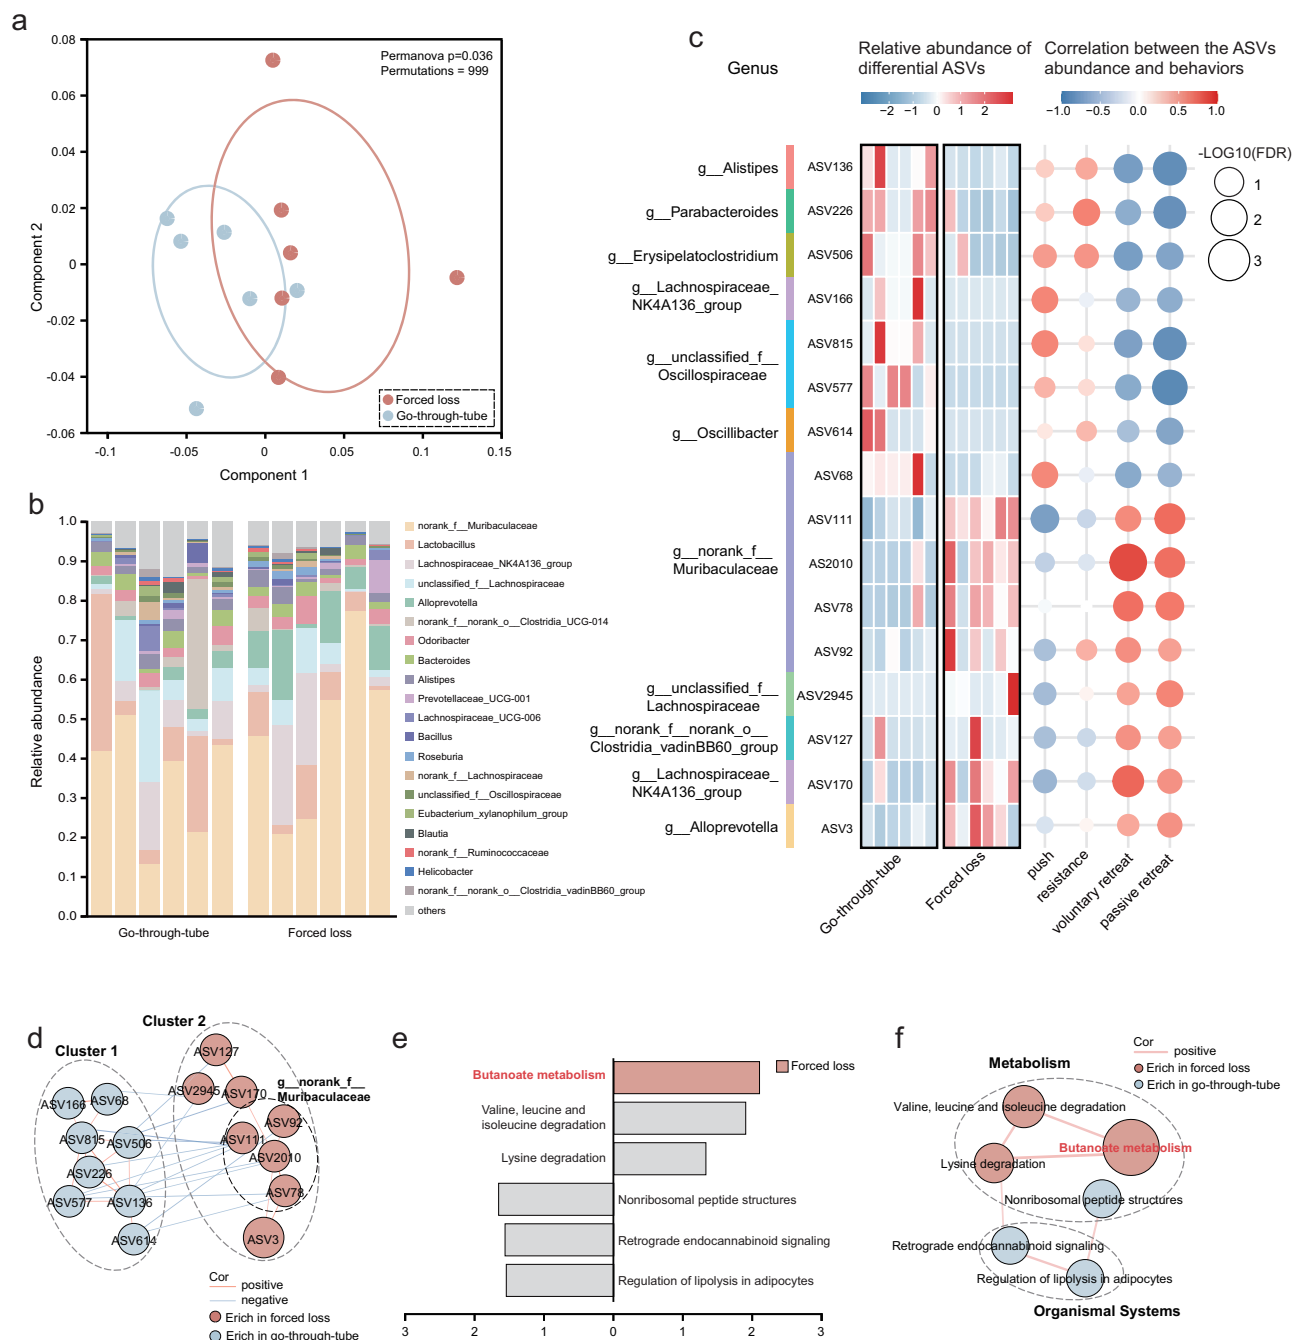 a
0.08
0.06
0.04
0.02
0
-0.02
-0.04
-0.06
Component 2
Permanova p=0.036
Permutations = 999
Forced loss
Go-through-tube
-0.1
-0.05
0
0.05
0.1
0.15
Component 1
b
1.0
0.9
0.8
0.7
0.6
0.5
0.4
0.3
0.2
0.1
0.0
Relative abundance
Go-through-tube
Forced loss
norank_f__Muribaculaceae
Lactobacillus
Lachnospiraceae_NK4A136_group
unclassified_f__Lachnospiraceae
Alloprevotella
norank_f__norank_o__Clostridia_UCG-014
Odoribacter
Bacteroides
Alistipes
Prevotellaceae_UCG-001
Lachnospiraceae_UCG-006
Bacillus
Roseburia
norank_f__Lachnospiraceae
unclassified_f__Oscillospiraceae
Eubacterium_xylanophilum_group
Blautia
norank_f__Ruminococcaceae
Helicobacter
norank_f__norank_o__Clostridia_vadinBB60_group
others
c
Genus
Relative abundance of
differential ASVs
−2 −1 0 1 2
Correlation between the ASVs
abundance and behaviors
−1.0 −0.5 0.0 0.5 1.0
-LOG10(FDR)
1
2
3
g__Alistipes
g__Parabacteroides
g__Erysipelatoclostridium
g__Lachnospiraceae_
NK4A136_group
g__unclassified_f__
Oscillospiraceae
g__Oscillibacter
g__norank_f__
Muribaculaceae
g__unclassified_f__
Lachnospiraceae
g__norank_f__norank_o__
Clostridia_vadinBB60_group
g__Lachnospiraceae_
NK4A136_group
g__Alloprevotella
ASV136
ASV226
ASV506
ASV166
ASV815
ASV577
ASV614
ASV68
ASV111
AS2010
ASV78
ASV92
ASV2945
ASV127
ASV170
ASV3
Go-through-tube
Forced loss
push
resistance
voluntary retreat
passive retreat
d
Cluster 1
Cluster 2
g__norank_f__
Muribaculaceae
ASV127
ASV2945
ASV170
ASV166
ASV68
ASV92
ASV815
ASV506
ASV111
ASV2010
ASV226
ASV577
ASV136
ASV78
ASV614
ASV3
Cor
positive
negative
Erich in forced loss
Erich in go-through-tube
e
Forced loss
Butanoate metabolism
Valine, leucine and
isoleucine degradation
Lysine degradation
Nonribosomal peptide structures
Retrograde endocannabinoid signaling
Regulation of lipolysis in adipocytes
3 2 1 0 1 2 3
f
Cor
positive
Erich in forced loss
Erich in go-through-tube
Metabolism
Valine, leucine and isoleucine degradation
Butanoate metabolism
Lysine degradation
Nonribosomal peptide structures
Retrograde endocannabinoid signaling
Regulation of lipolysis in adipocytes
Organismal Systems